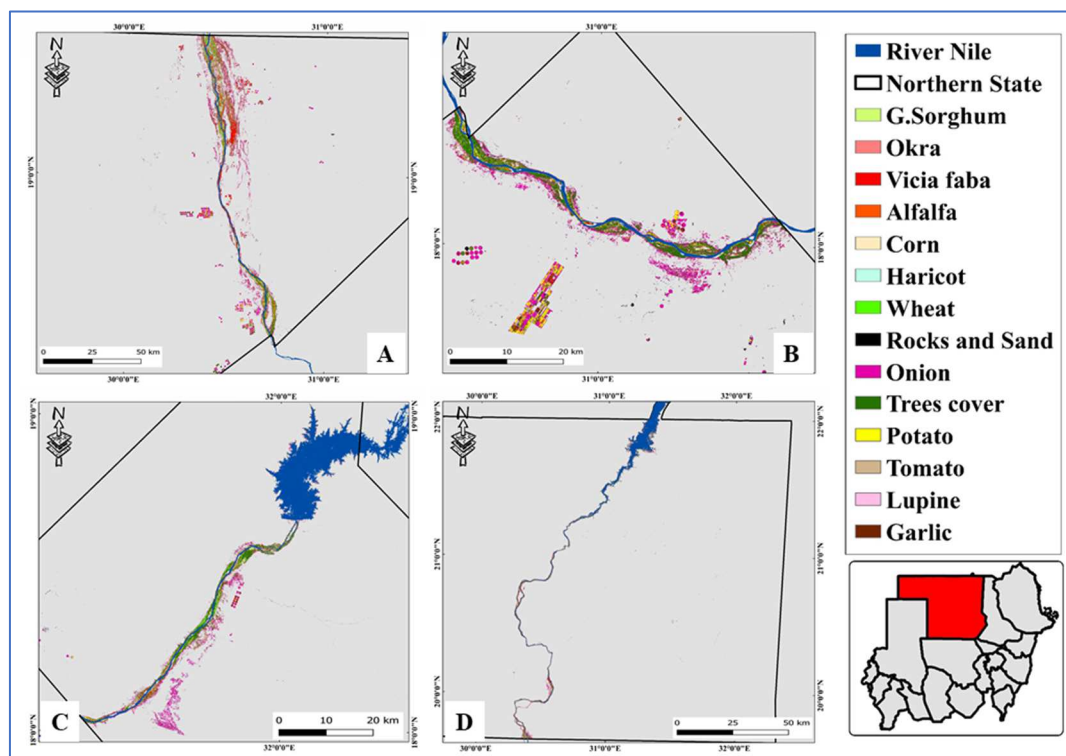 30°0'0"E 31°0'0"E
N
19°0'0"N 19°0'0"N
0 25 50 km
A
30°0'0"E 31°0'0"E
31°0'0"E
N
18°0'0"N 18°0'0"N
0 10 20 km
B
31°0'0"E
32°0'0"E
19°0'0"N 19°0'0"N
N
C
0 10 20 km
18°0'0"N 18°0'0"N
32°0'0"E
30°0'0"E 31°0'0"E 32°0'0"E
22°0'0"N 22°0'0"N
N
21°0'0"N 21°0'0"N
20°0'0"N 20°0'0"N
D
0 25 50 km
30°0'0"E 31°0'0"E 32°0'0"E
River Nile
Northern State
G.Sorghum
Okra
Vicia faba
Alfalfa
Corn
Haricot
Wheat
Rocks and Sand
Onion
Trees cover
Potato
Tomato
Lupine
Garlic